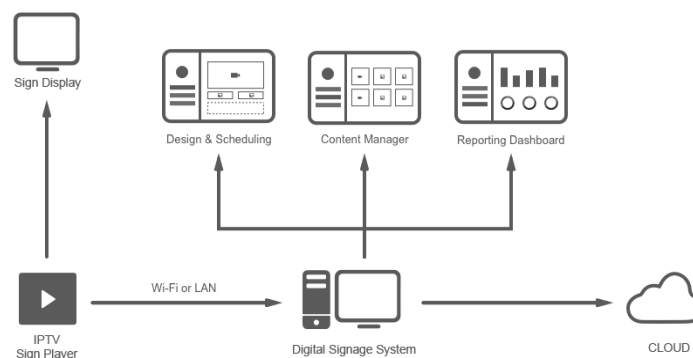 Sign Display
Design & Scheduling
Content Manager
Reporting Dashboard
Wi-Fi or LAN
IPTV
Sign Player
Digital Signage System
CLOUD